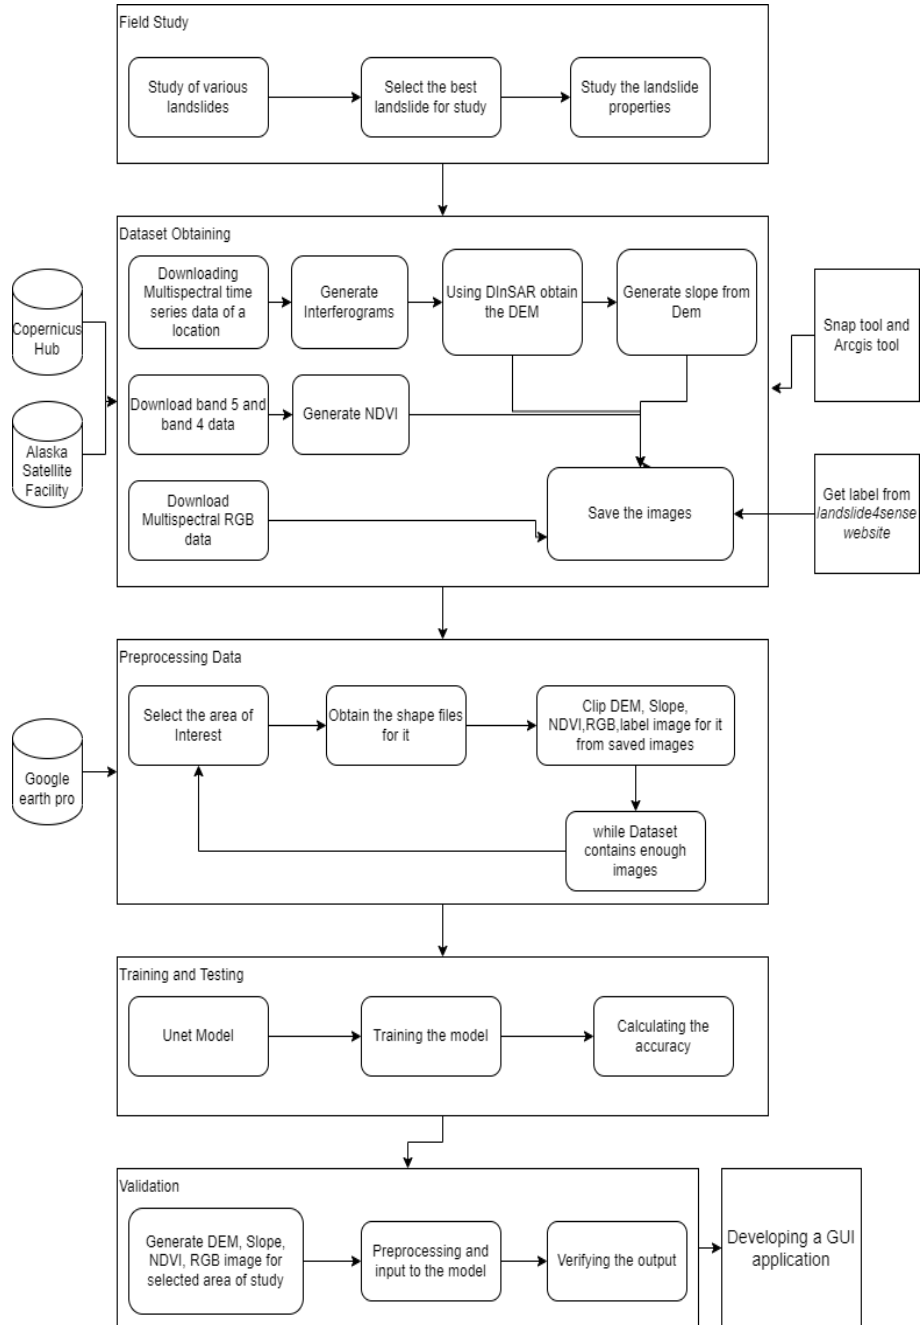 Field Study
Study of various
landslides
Select the best
landslide for study
Study the landslide
properties
Dataset Obtaining
Downloading
Multispectral time
series data of a
location
Generate
Interferograms
Using DInSAR obtain
the DEM
Generate slope from
Dem
Copernicus
Hub
Snap tool and
Arcgis tool
Download band 5 and
band 4 data
Generate NDVI
Alaska
Satellite
Facility
Download
Multispectral RGB
data
Save the images
Get label from
landslide4sense
website
Preprocessing Data
Select the area of
Interest
Obtain the shape files
for it
Clip DEM, Slope,
NDVI,RGB,label image for it
from saved images
Google
earth pro
while Dataset
contains enough
images
Training and Testing
Unet Model
Training the model
Calculating the
accuracy
Validation
Generate DEM, Slope,
NDVI, RGB image for
selected area of study
Preprocessing and
input to the model
Verifying the output
Developing a GUI
application